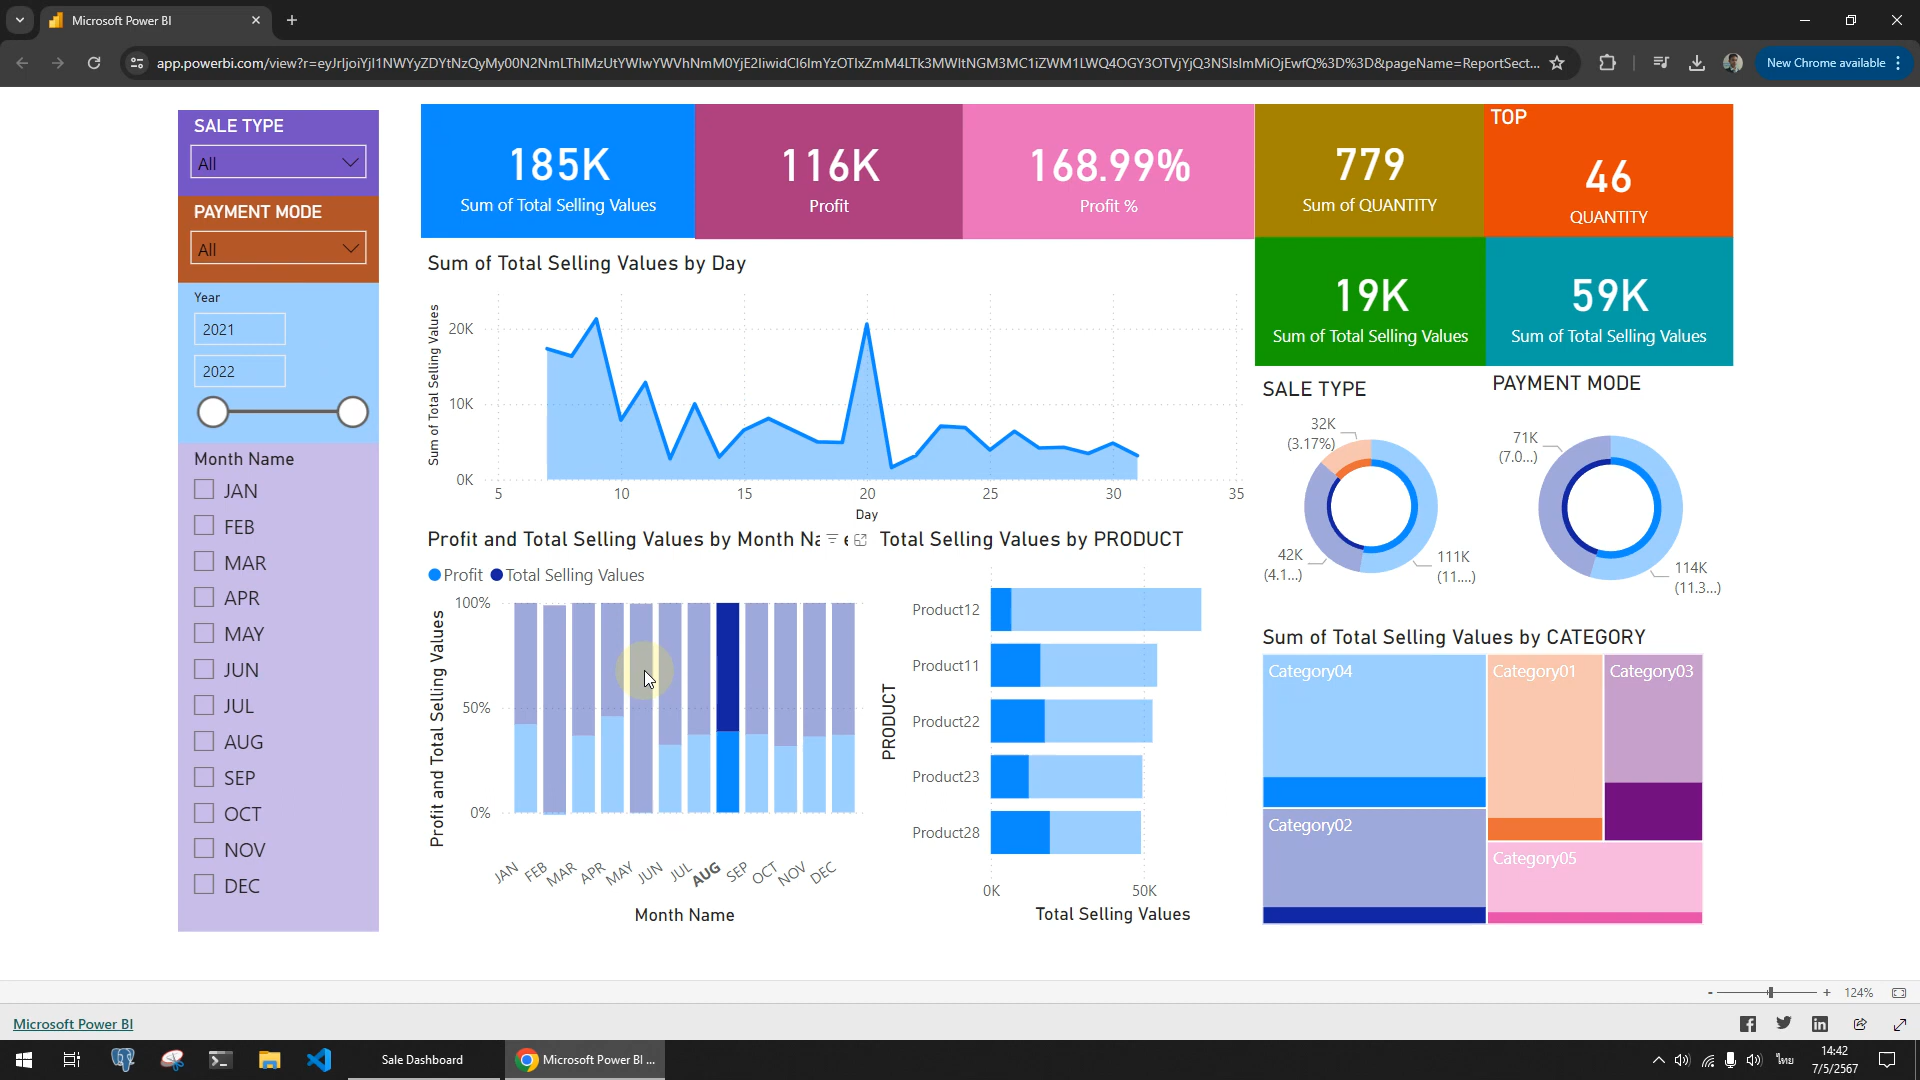 Microsoft Power BI
app.powerbi.com/view?r=eyJrIjoiYjI1NWYyZDYtNzQyMy00N2NmLThlMzUtYWIwYWVhNmM0YjE2IiwidCI6ImYzOTIxZmM4LTk3MWItNGM3MC1iZWM1LWQ4OGY3OTVjYjQ3NSIsImMiOjEwfQ%3D%3D&pageName=ReportSect...
New Chrome available
SALE TYPE
All
PAYMENT MODE
All
Year
2021
2022
Month Name
JAN
FEB
MAR
APR
MAY
JUN
JUL
AUG
SEP
OCT
NOV
DEC
185K
Sum of Total Selling Values
116K
Profit
168.99%
Profit %
779
Sum of QUANTITY
TOP
46
QUANTITY
19K
Sum of Total Selling Values
59K
Sum of Total Selling Values
Sum of Total Selling Values by Day
Sum of Total Selling Values
20K
10K
0K
5 10 15 20 25 30 35
Day
Profit and Total Selling Values by Month Na
Profit Total Selling Values
Profit and Total Selling Values
100%
50%
0%
JAN FEB MAR APR MAY JUN JUL AUG SEP OCT NOV DEC
Month Name
Total Selling Values by PRODUCT
PRODUCT
Product12
Product11
Product22
Product23
Product28
0K 50K
Total Selling Values
SALE TYPE
32K
(3.17%)
42K
(4.1...)
111K
(11....)
PAYMENT MODE
71K
(7.0...)
114K
(11.3...)
Sum of Total Selling Values by CATEGORY
Category04
Category01
Category03
Category02
Category05
- + 124%
Microsoft Power BI
Sale Dashboard
Microsoft Power BI ...
ไทย
14:42
7/5/2567